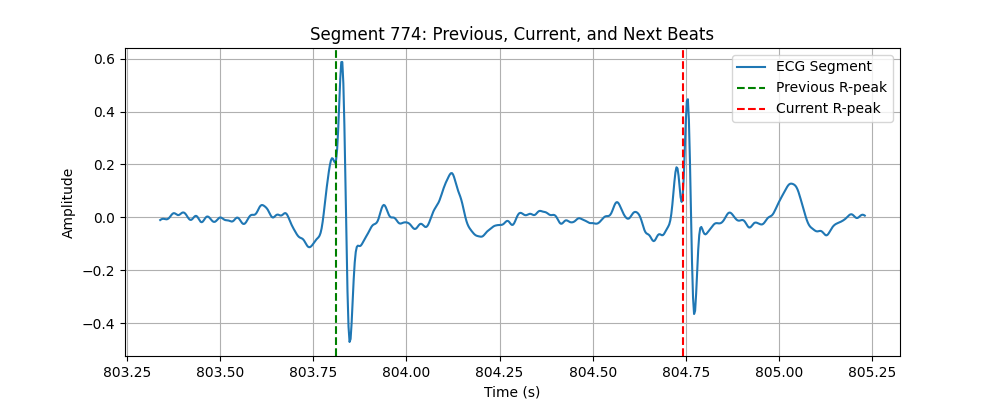 Segment 774: Previous, Current, and Next Beats
ECG Segment
Previous R-peak
Current R-peak
Amplitude
0.6
0.4
0.2
0.0
−0.2
−0.4
803.25 803.50 803.75 804.00 804.25 804.50 804.75 805.00 805.25
Time (s)